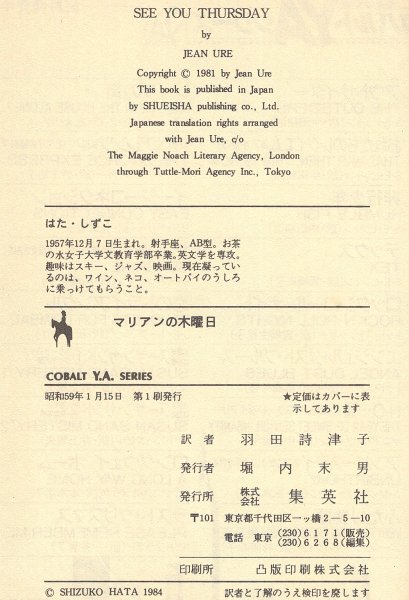 SEE YOU THURSDAY
by
JEAN URE
Copyright © 1981 by Jean Ure
This book is published in Japan
by SHUEISHA publishing co., Ltd.
Japanese translation rights arranged
with Jean Ure, c/o
The Maggie Noach Literary Agency, London
through Tuttle-Mori Agency Inc., Tokyo
はた・しずこ
1957年12月7日生まれ。射手座、AB型。お茶
の水女子大学文教育学部卒業。英文学を専攻。
趣味はスキー、ジャズ、映画。現在凝ってい
るのは、ワイン、ネコ、オートバイのうしろ
に乗っけてもらうこと。
マリアンの木曜日
COBALT Y.A. SERIES
昭和59年1月15日 第1刷発行
★定価はカバーに表
示してあります
訳者 羽田詩津子
発行者 堀内末男
発行所 株式会社 集英社
〒101 東京都千代田区一ッ橋2-5-10
電話 東京 (230)6171(販売)
(230)6268(編集)
印刷所 凸版印刷株式会社
© SHIZUKO HATA 1984
訳者と了解のうえ検印を廃します